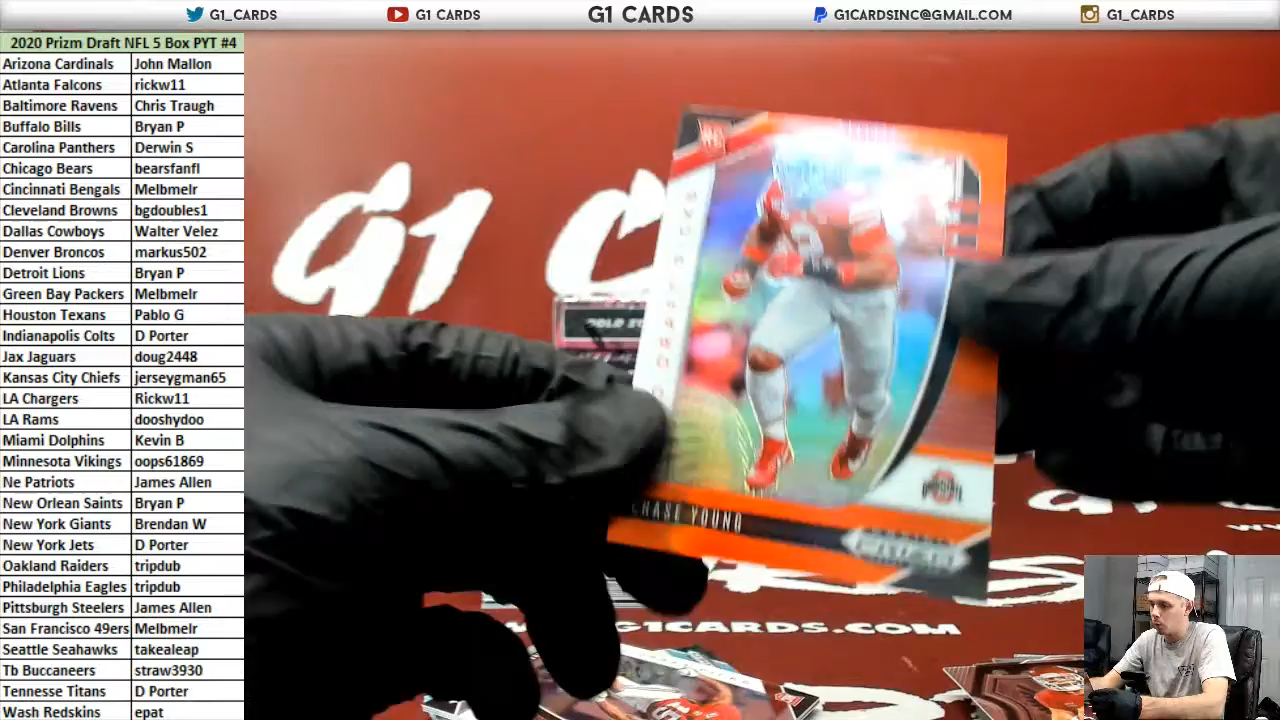 G1_CARDS G1 CARDS G1 CARDS G1CARDSINC@GMAIL.COM G1_CARDS
2020 Prizm Draft NFL 5 Box PYT #4
Arizona Cardinals John Mallon
Atlanta Falcons rickw11
Baltimore Ravens Chris Traugh
Buffalo Bills Bryan P
Carolina Panthers Derwin S
Chicago Bears bearsfanfl
Cincinnati Bengals Melbmelr
Cleveland Browns bgdoubles1
Dallas Cowboys Walter Velez
Denver Broncos markus502
Detroit Lions Bryan P
Green Bay Packers Melbmelr
Houston Texans Pablo G
Indianapolis Colts D Porter
Jax Jaguars doug2448
Kansas City Chiefs jerseygman65
LA Chargers Rickw11
LA Rams dooshydoo
Miami Dolphins Kevin B
Minnesota Vikings oops61869
Ne Patriots James Allen
New Orlean Saints Bryan P
New York Giants Brendan W
New York Jets D Porter
Oakland Raiders tripdub
Philadelphia Eagles tripdub
Pittsburgh Steelers James Allen
San Francisco 49ers Melbmelr
Seattle Seahawks takealeap
Tb Buccaneers straw3930
Tennesse Titans D Porter
Wash Redskins epat
G1 C
CHASE YOUNG
G1CARDS.COM